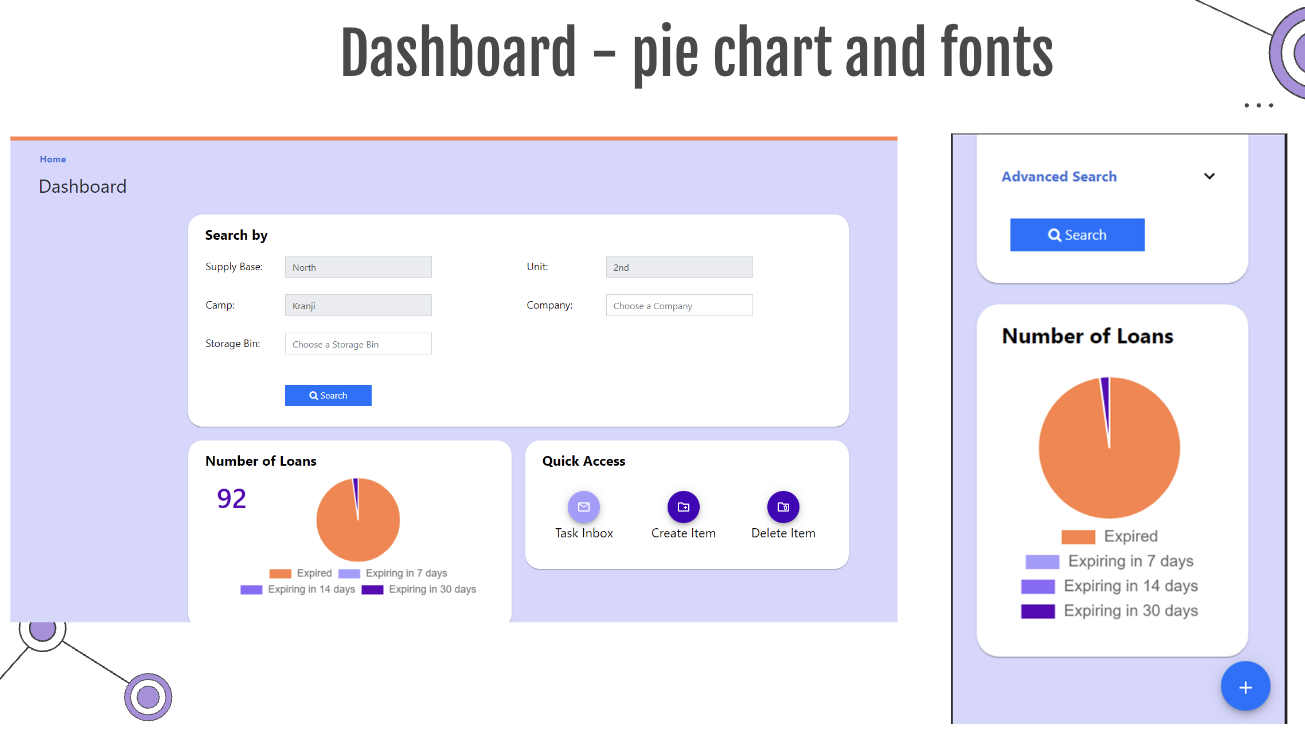 Dashboard – pie chart and fonts
Home
Dashboard
Search by
Supply Base: North Unit: 2nd
Camp: Kranji Company: Choose a Company
Storage Bin: Choose a Storage Bin
Search
Number of Loans
92
Expired Expiring in 7 days
Expiring in 14 days Expiring in 30 days
Quick Access
Task Inbox Create Item Delete Item
Advanced Search
Search
Number of Loans
Expired
Expiring in 7 days
Expiring in 14 days
Expiring in 30 days